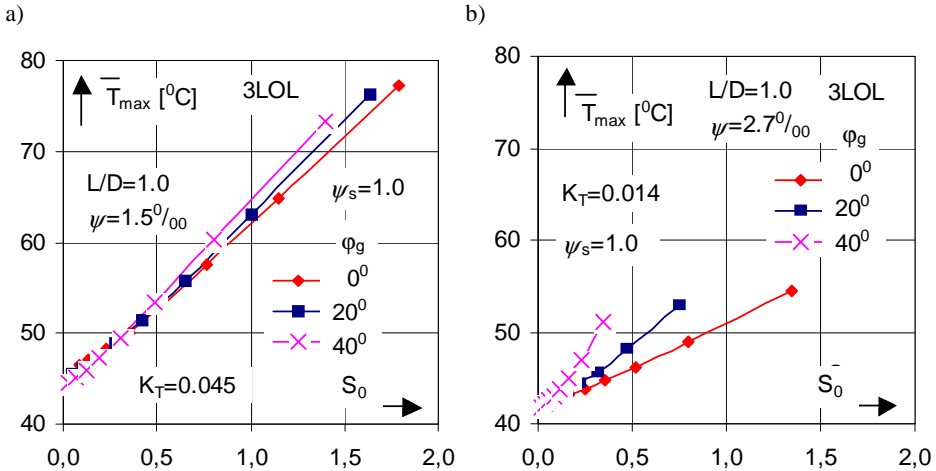 a)
80
T̅max [⁰C] 3LOL
70
L/D=1.0
ψs=1.0
ψ=1.5⁰/₀₀
φg
60
0⁰
20⁰
50
40⁰
KT=0.045
S₀
40
0,0 0,5 1,0 1,5 2,0
b)
80
L/D=1.0 3LOL
T̅max [⁰C]
ψ=2.7⁰/₀₀
φg
70
0⁰
KT=0.014
20⁰
ψs=1.0
40⁰
60
50
S₀
40
0,0 0,5 1,0 1,5 2,0